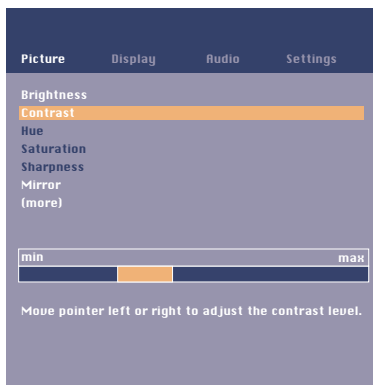 Picture Display Audio Settings
Brightness
Contrast
Hue
Saturation
Sharpness
Mirror
(more)
min max
Move pointer left or right to adjust the contrast level.